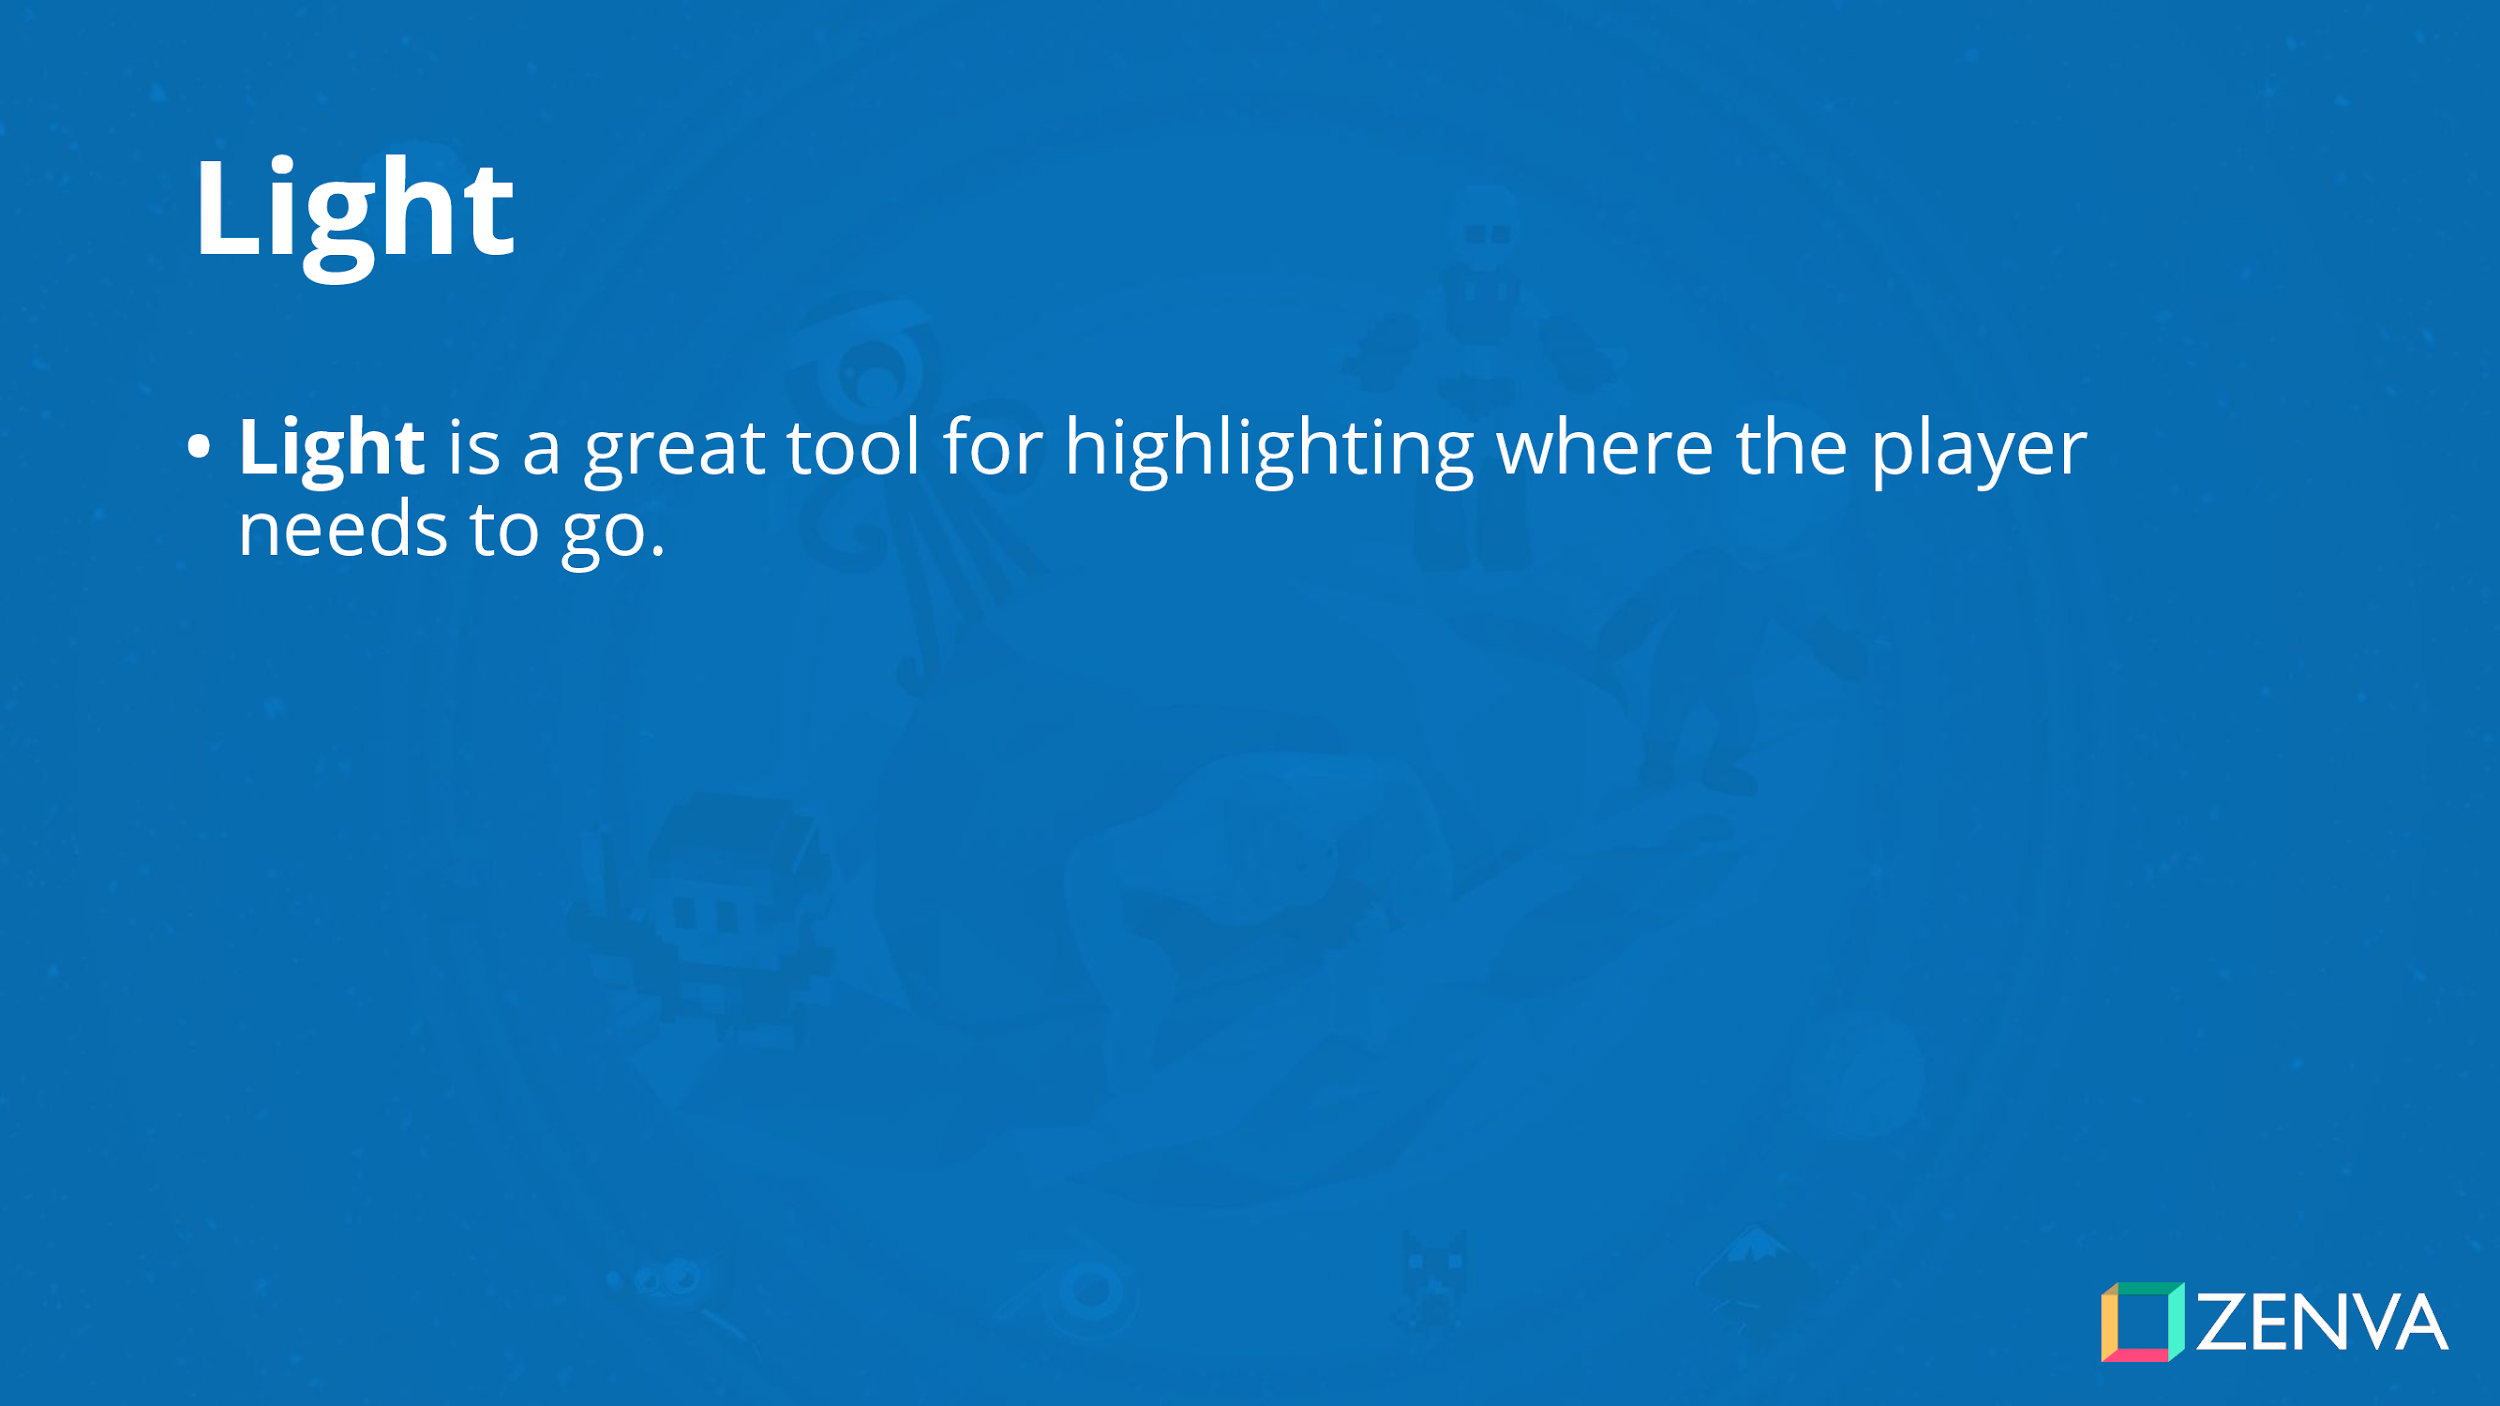 Light
• Light is a great tool for highlighting where the player
needs to go.
ZENVA